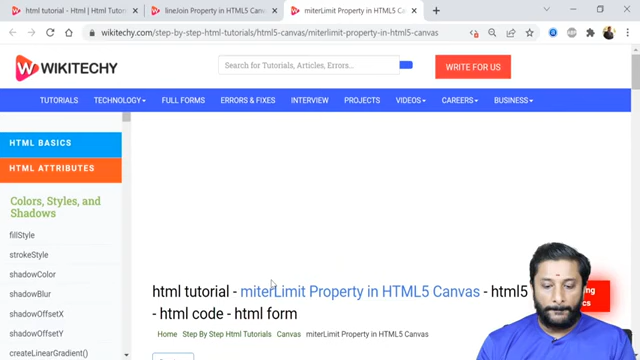 html tutorial - Html | Html Tutori
lineJoin Property in HTML5 Canva
miterLimit Property in HTML5 Ca
wikitechy.com/step-by-step-html-tutorials/html5-canvas/miterlimit-property-in-html5-canvas
WIKITECHY
Search for Tutorials, Articles, Errors...
WRITE FOR US
TUTORIALS TECHNOLOGY FULL FORMS ERRORS & FIXES INTERVIEW PROJECTS VIDEOS CAREERS BUSINESS
HTML BASICS
HTML ATTRIBUTES
Colors, Styles, and
Shadows
fillStyle
strokeStyle
shadowColor
shadowBlur
shadowOffsetX
shadowOffsetY
createLinearGradient()
html tutorial - miterLimit Property in HTML5 Canvas - html5
- html code - html form
Home Step By Step Html Tutorials Canvas miterLimit Property in HTML5 Canvas